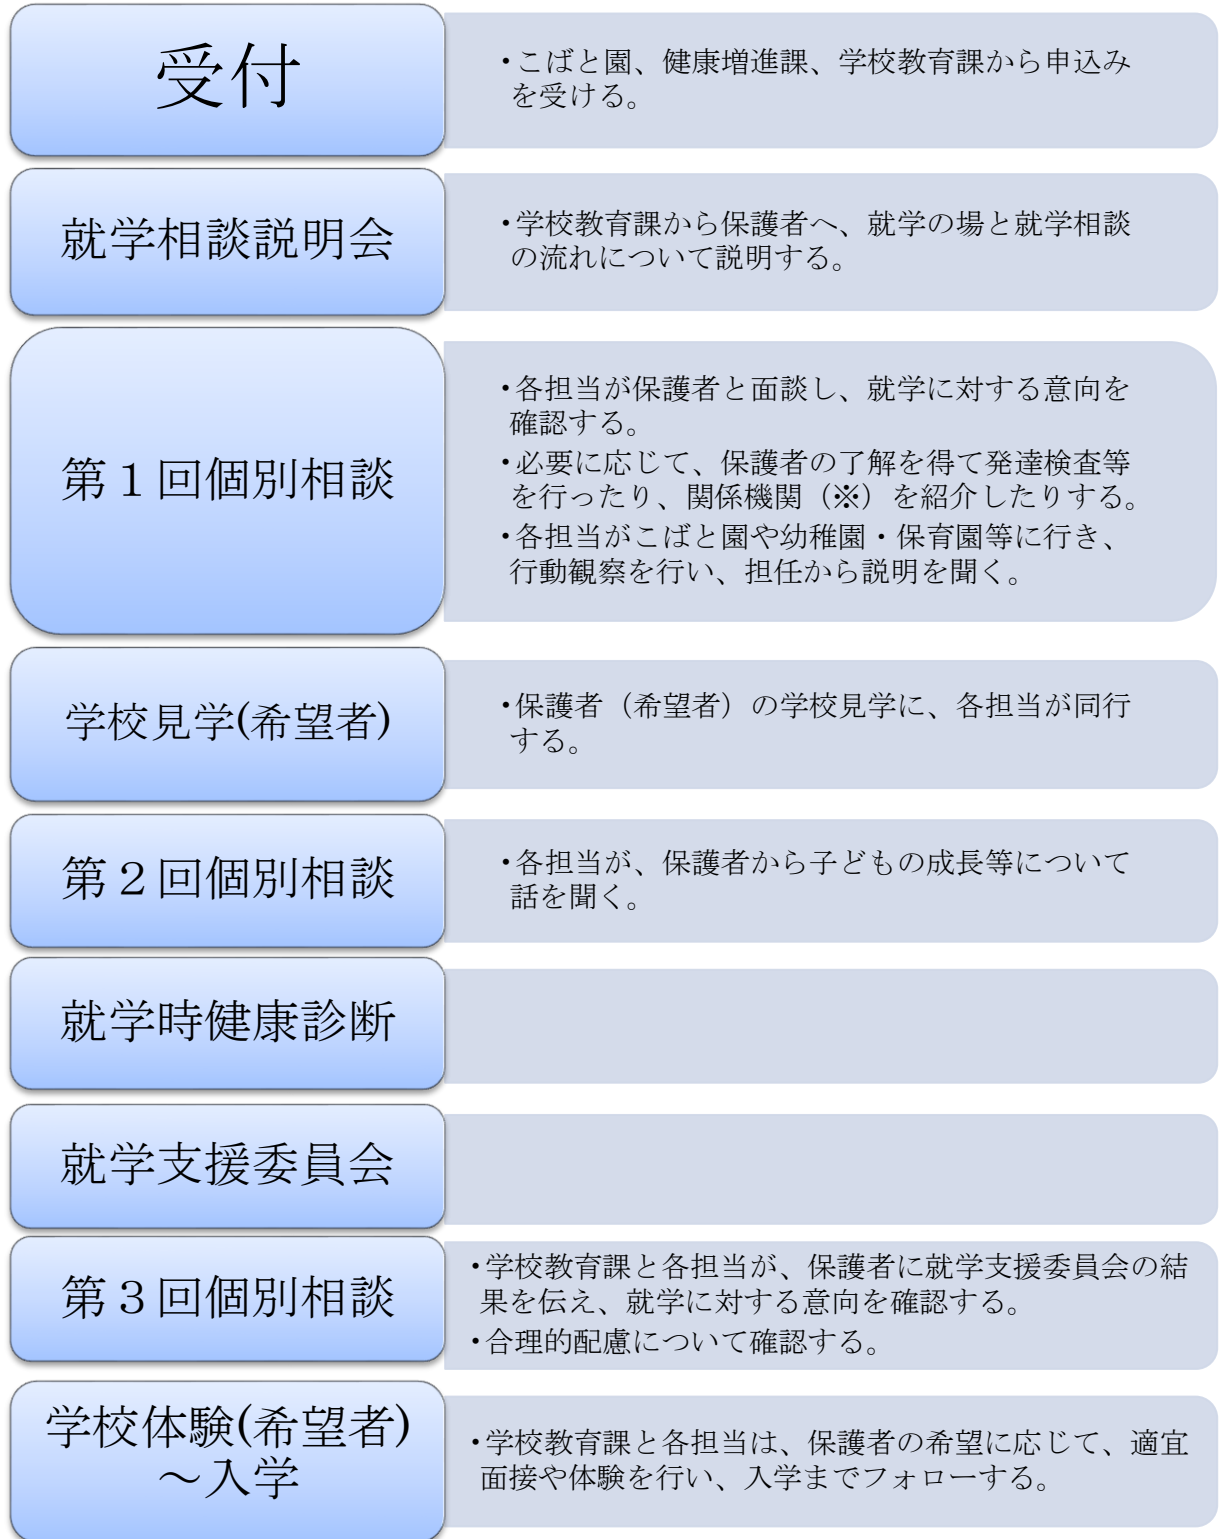 受付
・こばと園、健康増進課、学校教育課から申込み
を受ける。
就学相談説明会
・学校教育課から保護者へ、就学の場と就学相談
の流れについて説明する。
第１回個別相談
・各担当が保護者と面談し、就学に対する意向を
確認する。
・必要に応じて、保護者の了解を得て発達検査等
を行ったり、関係機関（※）を紹介したりする。
・各担当がこばと園や幼稚園・保育園等に行き、
行動観察を行い、担任から説明を聞く。
学校見学(希望者)
・保護者（希望者）の学校見学に、各担当が同行
する。
第２回個別相談
・各担当が、保護者から子どもの成長等について
話を聞く。
就学時健康診断
就学支援委員会
第３回個別相談
・学校教育課と各担当が、保護者に就学支援委員会の結
果を伝え、就学に対する意向を確認する。
・合理的配慮について確認する。
学校体験(希望者)
～入学
・学校教育課と各担当は、保護者の希望に応じて、適宜
面接や体験を行い、入学までフォローする。